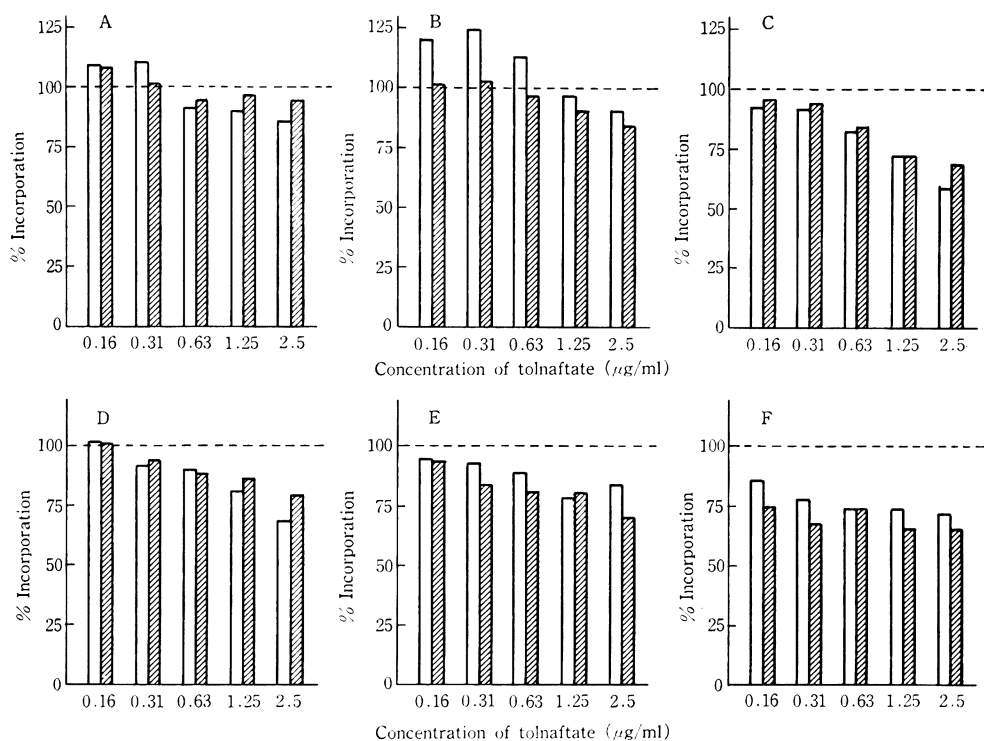 A
B
C
125
100
75
50
25
0
% Incorporation
0.16 0.31 0.63 1.25 2.5
125
100
75
50
25
0
% Incorporation
0.16 0.31 0.63 1.25 2.5
125
100
75
50
25
0
% Incorporation
0.16 0.31 0.63 1.25 2.5
Concentration of tolnaftate (μg/ml)
D
E
F
100
75
50
25
0
% Incorporation
0.16 0.31 0.63 1.25 2.5
100
75
50
25
0
% Incorporation
0.16 0.31 0.63 1.25 2.5
100
75
50
25
0
% Incorporation
0.16 0.31 0.63 1.25 2.5
Concentration of tolnaftate (μg/ml)